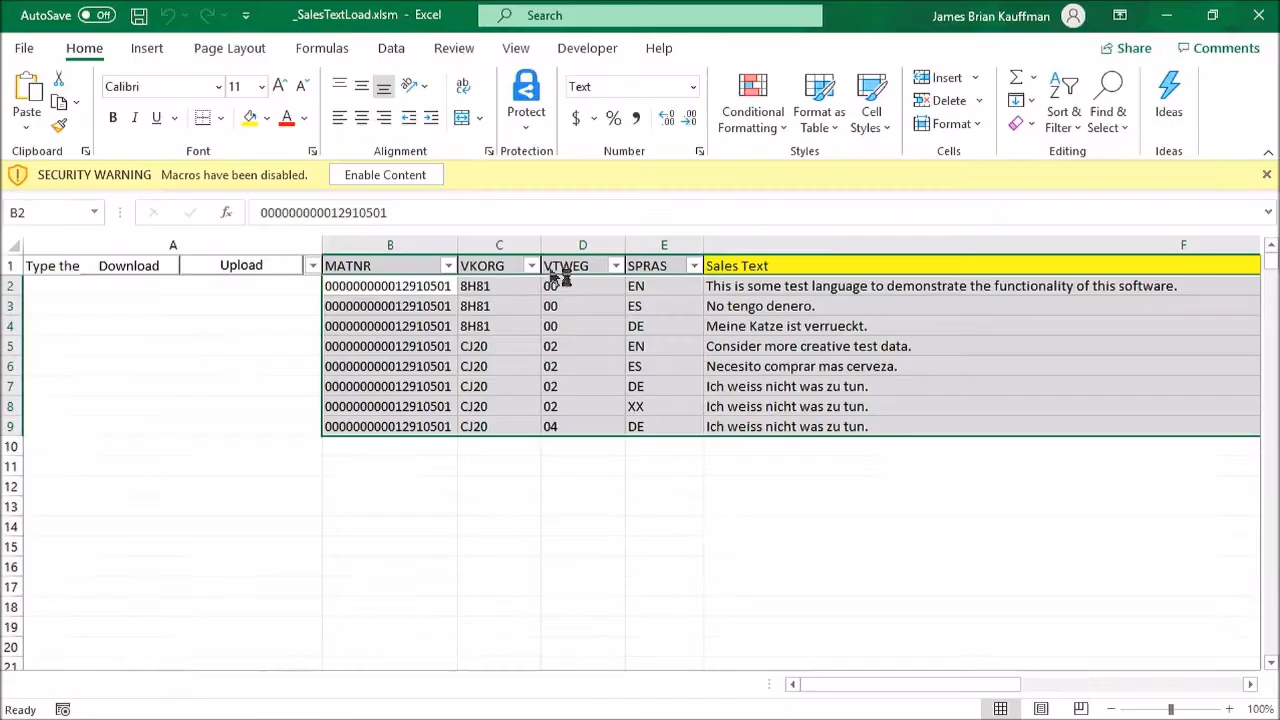 AutoSave Off _SalesTextLoad.xlsm - Excel Search James Brian Kauffman
File Home Insert Page Layout Formulas Data Review View Developer Help Share Comments
Calibri 11 A A ab Text Insert Σ
Paste B I U A $ % , Protect Conditional Formatting Format as Table Cell Styles Delete Format Sort & Filter Find & Select Ideas
Clipboard Font Alignment Protection Number Styles Cells Editing Ideas
SECURITY WARNING Macros have been disabled. Enable Content
B2 fx 000000000012910501
A B C D E F
1 Type the Download Upload MATNR VKORG VTWEG SPRAS Sales Text
2 000000000012910501 8H81 00 EN This is some test language to demonstrate the functionality of this software.
3 000000000012910501 8H81 00 ES No tengo denero.
4 000000000012910501 8H81 00 DE Meine Katze ist verrueckt.
5 000000000012910501 CJ20 02 EN Consider more creative test data.
6 000000000012910501 CJ20 02 ES Necesito comprar mas cerveza.
7 000000000012910501 CJ20 02 DE Ich weiss nicht was zu tun.
8 000000000012910501 CJ20 02 XX Ich weiss nicht was zu tun.
9 000000000012910501 CJ20 04 DE Ich weiss nicht was zu tun.
10
11
12
13
14
15
16
17
18
19
20
21
Ready 100%